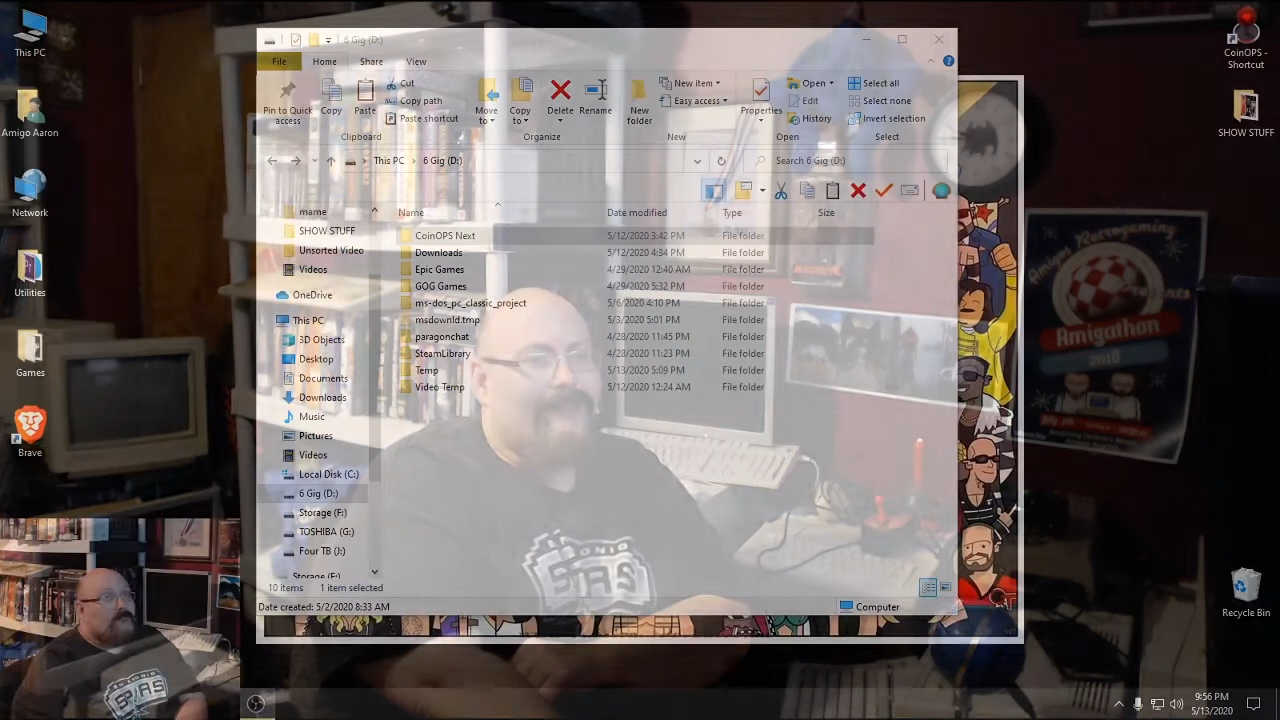 This PC
Amigo Aaron
Network
Utilities
Games
Brave
6 Gig (D:)
File Home Share View
Pin to Quick access
Copy
Paste
Cut
Copy path
Paste shortcut
Clipboard
Move to
Copy to
Delete
Rename
Organize
New folder
New item
Easy access
New
Properties
Open
Edit
History
Open
Select all
Select none
Invert selection
Select
This PC > 6 Gig (D:)
Search 6 Gig (D:)
Name Date modified Type Size
CoinOPS Next 5/12/2020 3:42 PM File folder
Downloads 5/12/2020 4:34 PM File folder
Epic Games 4/29/2020 12:40 AM File folder
GOG Games 4/29/2020 5:32 PM File folder
ms-dos_pc_classic_project 5/6/2020 4:10 PM File folder
msdownld.tmp 5/3/2020 5:01 PM File folder
paragonchat 4/28/2020 11:45 PM File folder
SteamLibrary 4/28/2020 11:23 PM File folder
Temp 5/13/2020 5:09 PM File folder
Video Temp 5/12/2020 12:24 AM File folder
mame
SHOW STUFF
Unsorted Video
Videos
OneDrive
This PC
3D Objects
Desktop
Documents
Downloads
Music
Pictures
Videos
Local Disk (C:)
6 Gig (D:)
Storage (F:)
TOSHIBA (G:)
Four TB (J:)
Storage (F:)
10 items 1 item selected
Date created: 5/2/2020 8:33 AM
Computer
CoinOPS - Shortcut
SHOW STUFF
Recycle Bin
Amigathon
2018
9:56 PM
5/13/2020